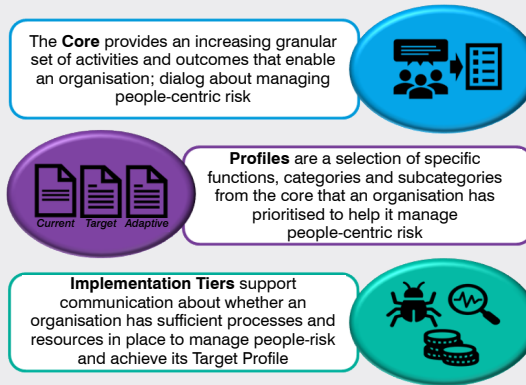 The Core provides an increasing granular
set of activities and outcomes that enable
an organisation; dialog about managing
people-centric risk
Profiles are a selection of specific
functions, categories and subcategories
from the core that an organisation has
prioritised to help it manage
people-centric risk
Current Target Adaptive
Implementation Tiers support
communication about whether an
organisation has sufficient processes and
resources in place to manage people-risk
and achieve its Target Profile